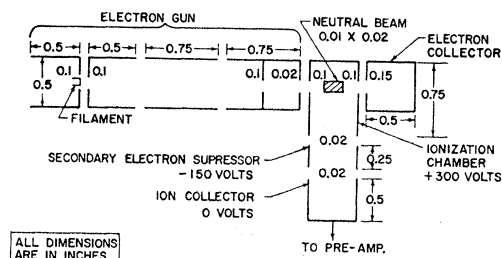 ELECTRON GUN
NEUTRAL BEAM
0.01 X 0.02
ELECTRON
COLLECTOR
0.5
0.5
0.75
0.75
0.1
0.1
0.1
0.02
0.1
0.1
0.15
0.5
0.75
FILAMENT
0.5
0.02
IONIZATION
CHAMBER
+300 VOLTS
SECONDARY ELECTRON SUPRESSOR
-150 VOLTS
0.25
0.02
ION COLLECTOR
0 VOLTS
0.5
ALL DIMENSIONS
ARE IN INCHES
TO PRE-AMP.